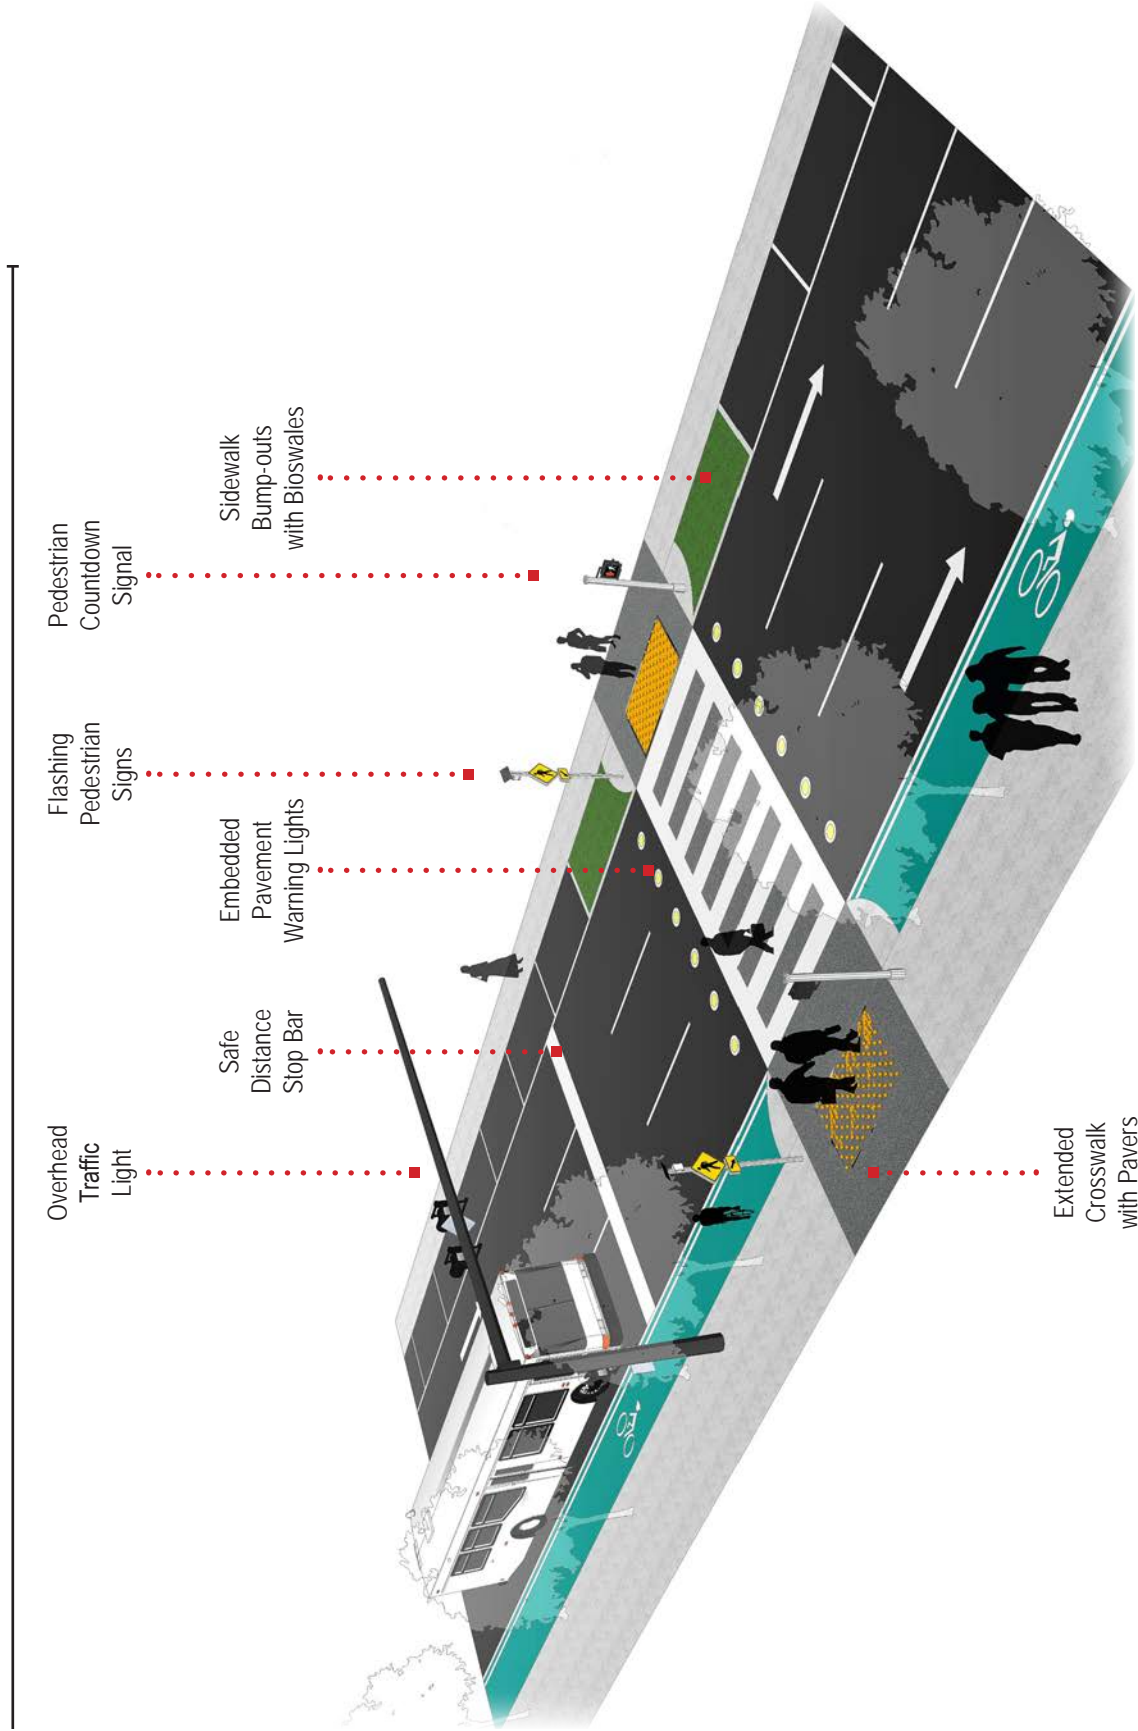 Overhead
Traffic
Light
Safe
Distance
Stop Bar
Embedded
Pavement
Warning Lights
Flashing
Pedestrian
Signs
Pedestrian
Countdown
Signal
Sidewalk
Bump-outs
with Bioswales
Extended
Crosswalk
with Pavers